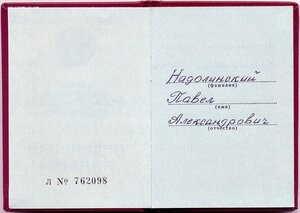 Л № 762098
Надолинский
(фамилия)
Павел
(имя)
Александрович
(отчество)